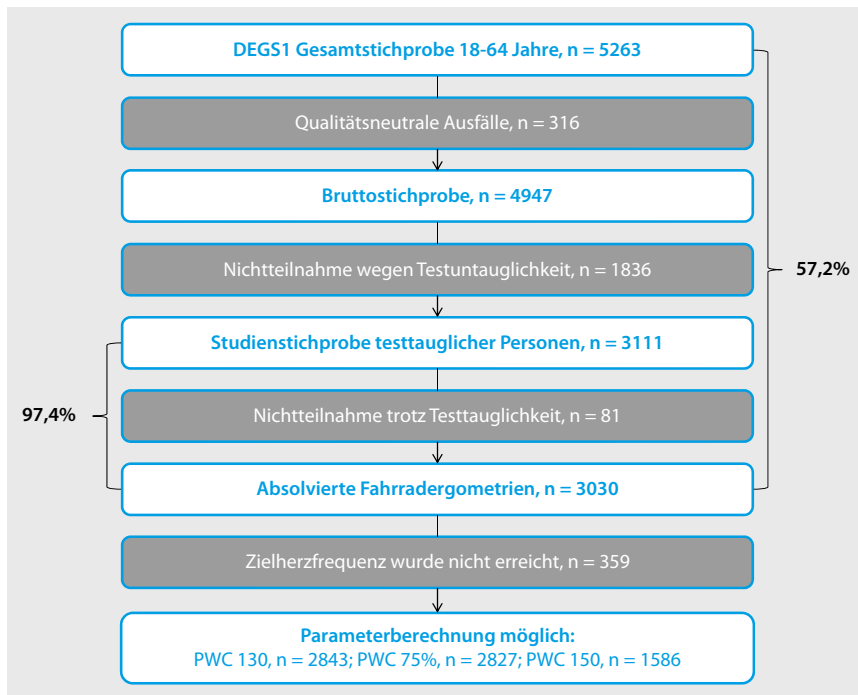 DEGS1 Gesamtstichprobe 18-64 Jahre, n = 5263
Qualitätsneutrale Ausfälle, n = 316
Bruttostichprobe, n = 4947
Nichtteilnahme wegen Testuntauglichkeit, n = 1836
57,2%
Studienstichprobe testtauglicher Personen, n = 3111
97,4%
Nichtteilnahme trotz Testtauglichkeit, n = 81
Absolvierte Fahrradergometrien, n = 3030
Zielherzfrequenz wurde nicht erreicht, n = 359
Parameterberechnung möglich:
PWC 130, n = 2843; PWC 75%, n = 2827; PWC 150, n = 1586